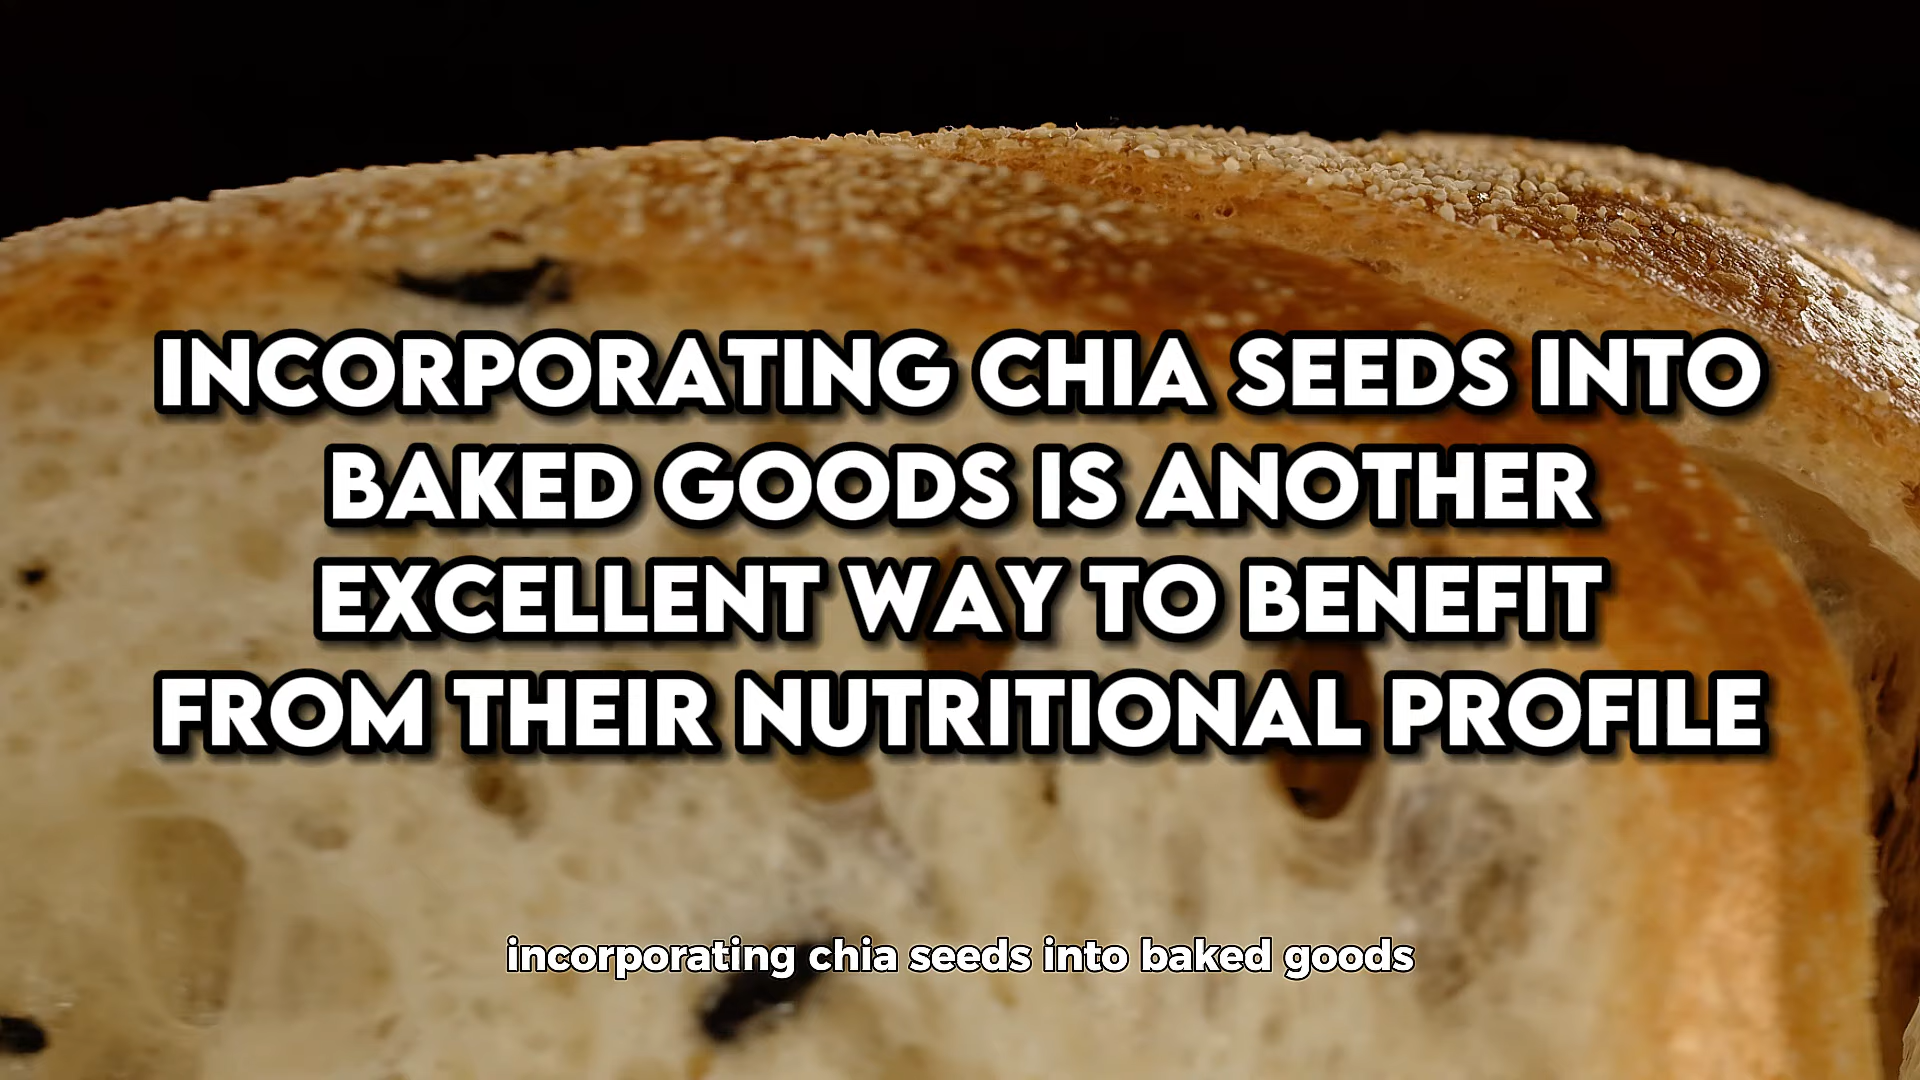 INCORPORATING CHIA SEEDS INTO
BAKED GOODS IS ANOTHER
EXCELLENT WAY TO BENEFIT
FROM THEIR NUTRITIONAL PROFILE
incorporating chia seeds into baked goods